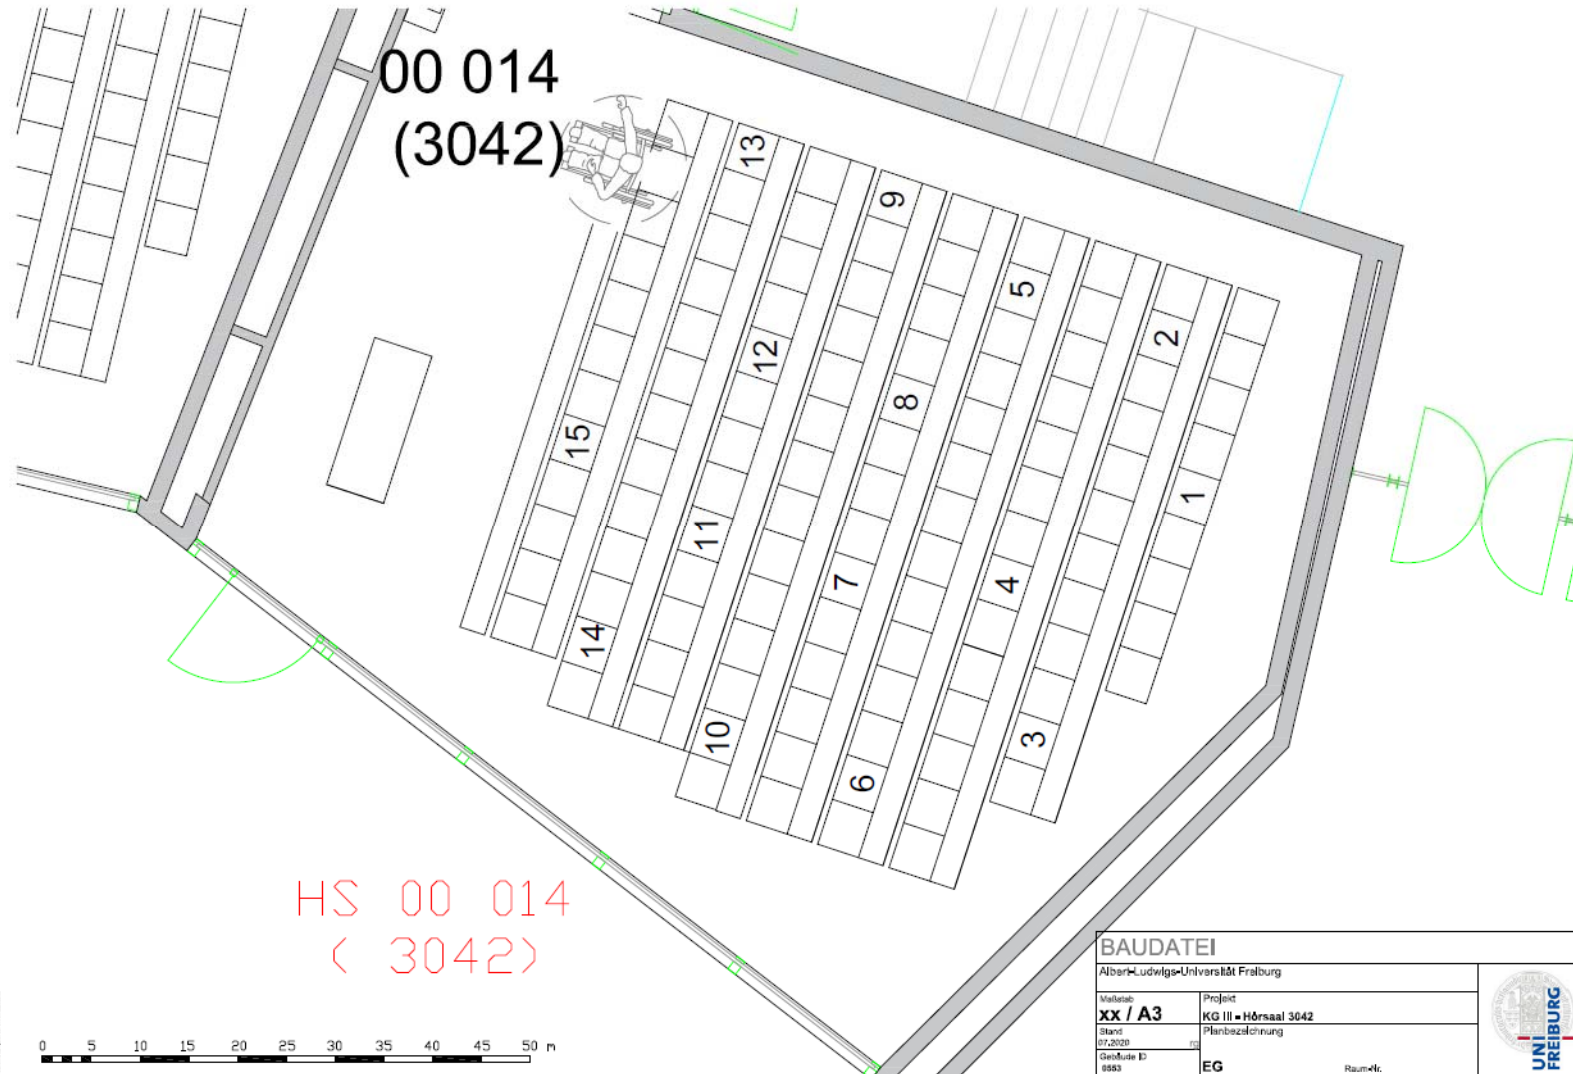 00 014
(3042)
13
9
5
2
12
8
15
1
11
7
4
14
10
3
6
HS 00 014
( 3042)
0 5 10 15 20 25 30 35 40 45 50 m
BAUDATEI
Albert-Ludwigs-Universität Freiburg
Maßstab
xx / A3
Projekt
KG III - Hörsaal 3042
Stand
07.2020
rg
Planbezeichnung
Gebäude ID
0553
EG
Raum-Nr.
UNI
FREIBURG